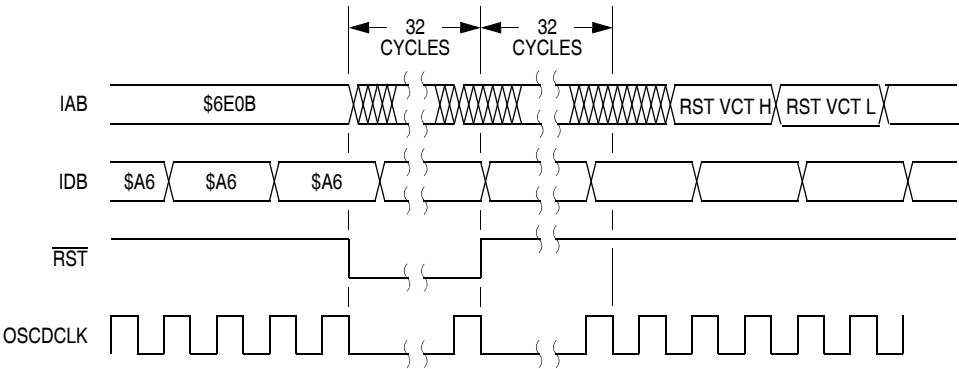 32
CYCLES
32
CYCLES
IAB
$6E0B
RST VCT H
RST VCT L
IDB
$A6
$A6
$A6
RST
OSCDCLK